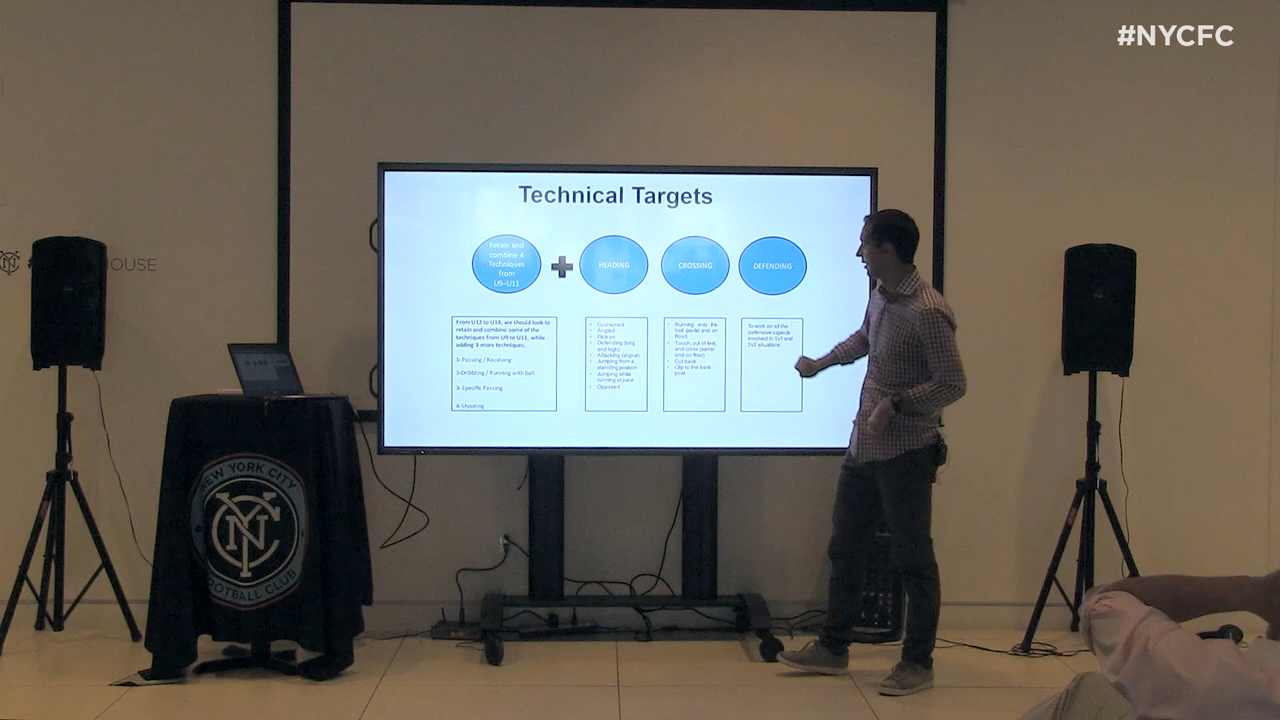 #NYCFC
Technical Targets
Retain and
combine 4
Techniques
from
U9–U11
HEADING
CROSSING
DEFENDING
HOUSE
From U12 to U14, we should look to
retain and combine some of the
techniques from U9 to U11, while
adding 3 more techniques.
1- Passing / Receiving
2-Dribbling / Running with ball
3-Specific Passing
4-Shooting
Cushioned
Angled
Flick on
Defending (long
and high)
Attacking (at goal)
Jumping from a
standing position
Jumping while
running at pace
Opposed
Running onto the
ball (aerial and on
floor)
Touch, out of feet,
and cross (aerial
and on floor)
Cut back
Clip to the back
post
To work on all the
defensive aspects
involved in 1v1 and
2v2 situations
NEW YORK CITY
NYC
FOOTBALL CLUB